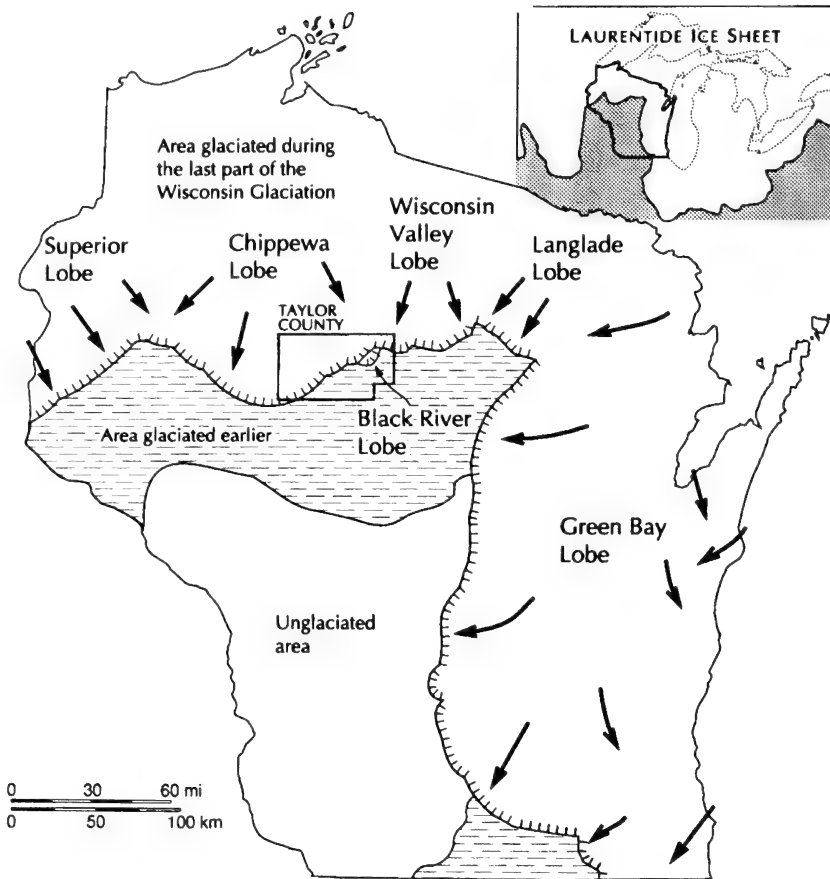 LAURENTIDE ICE SHEET
Area glaciated during
the last part of the
Wisconsin Glaciation
Superior
Lobe
Chippewa
Lobe
Wisconsin
Valley
Lobe
Langlade
Lobe
TAYLOR
COUNTY
Black River
Lobe
Area glaciated earlier
Green Bay
Lobe
Unglaciated
area
0 30 60 mi
0 50 100 km